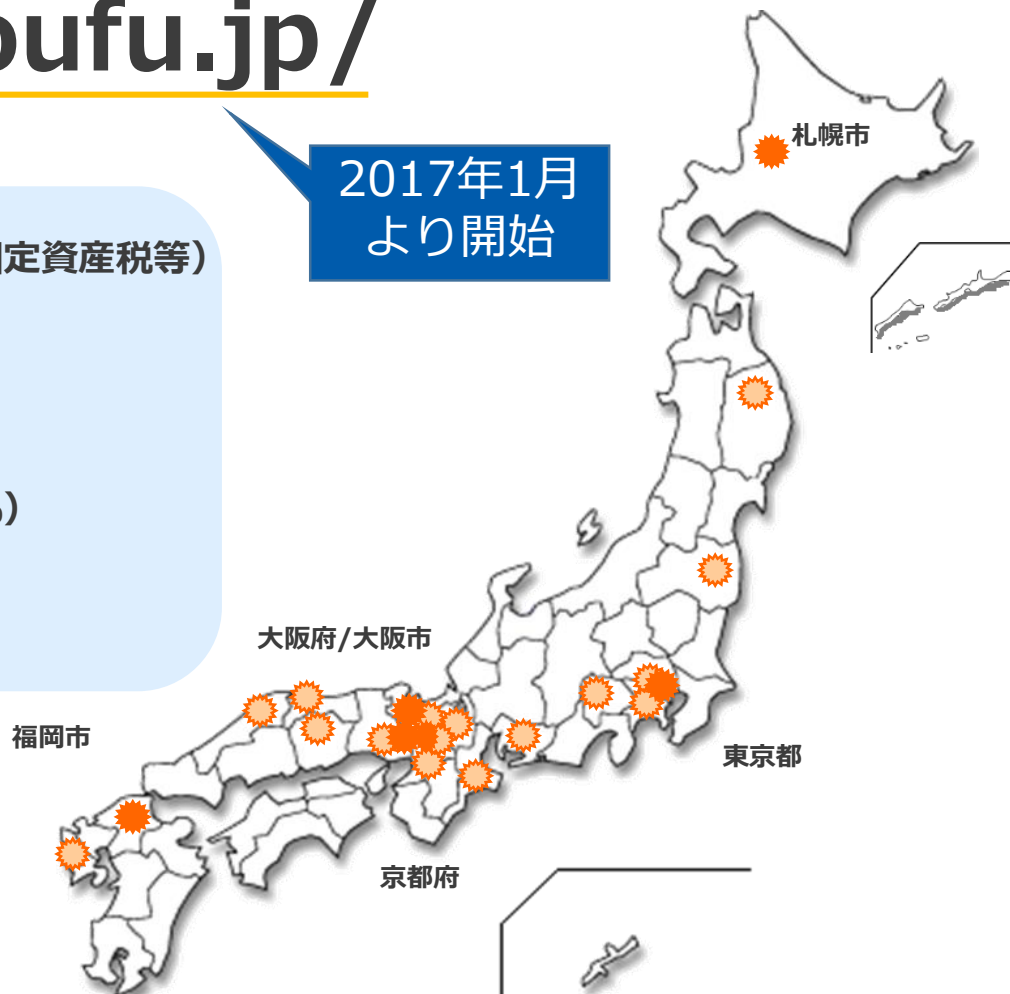 oufu.jp/
2017年1月
より開始
札幌市
定資産税等）
）
大阪府/大阪市
福岡市
東京都
京都府